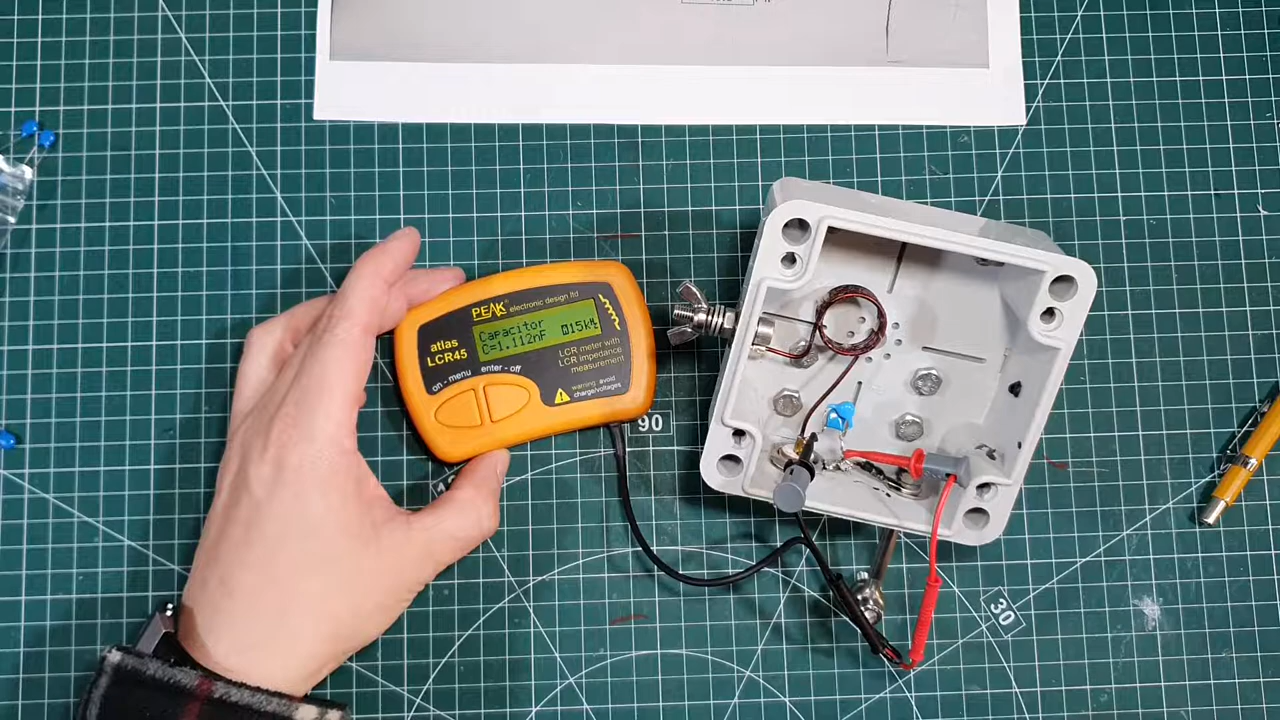 PEAK® electronic design ltd
atlas
LCR45
Capacitor
C=1.112nF 015kHz
LCR meter with
LCR impedance
measurement
on - menu
enter - off
warning avoid
charge/voltages
90
30